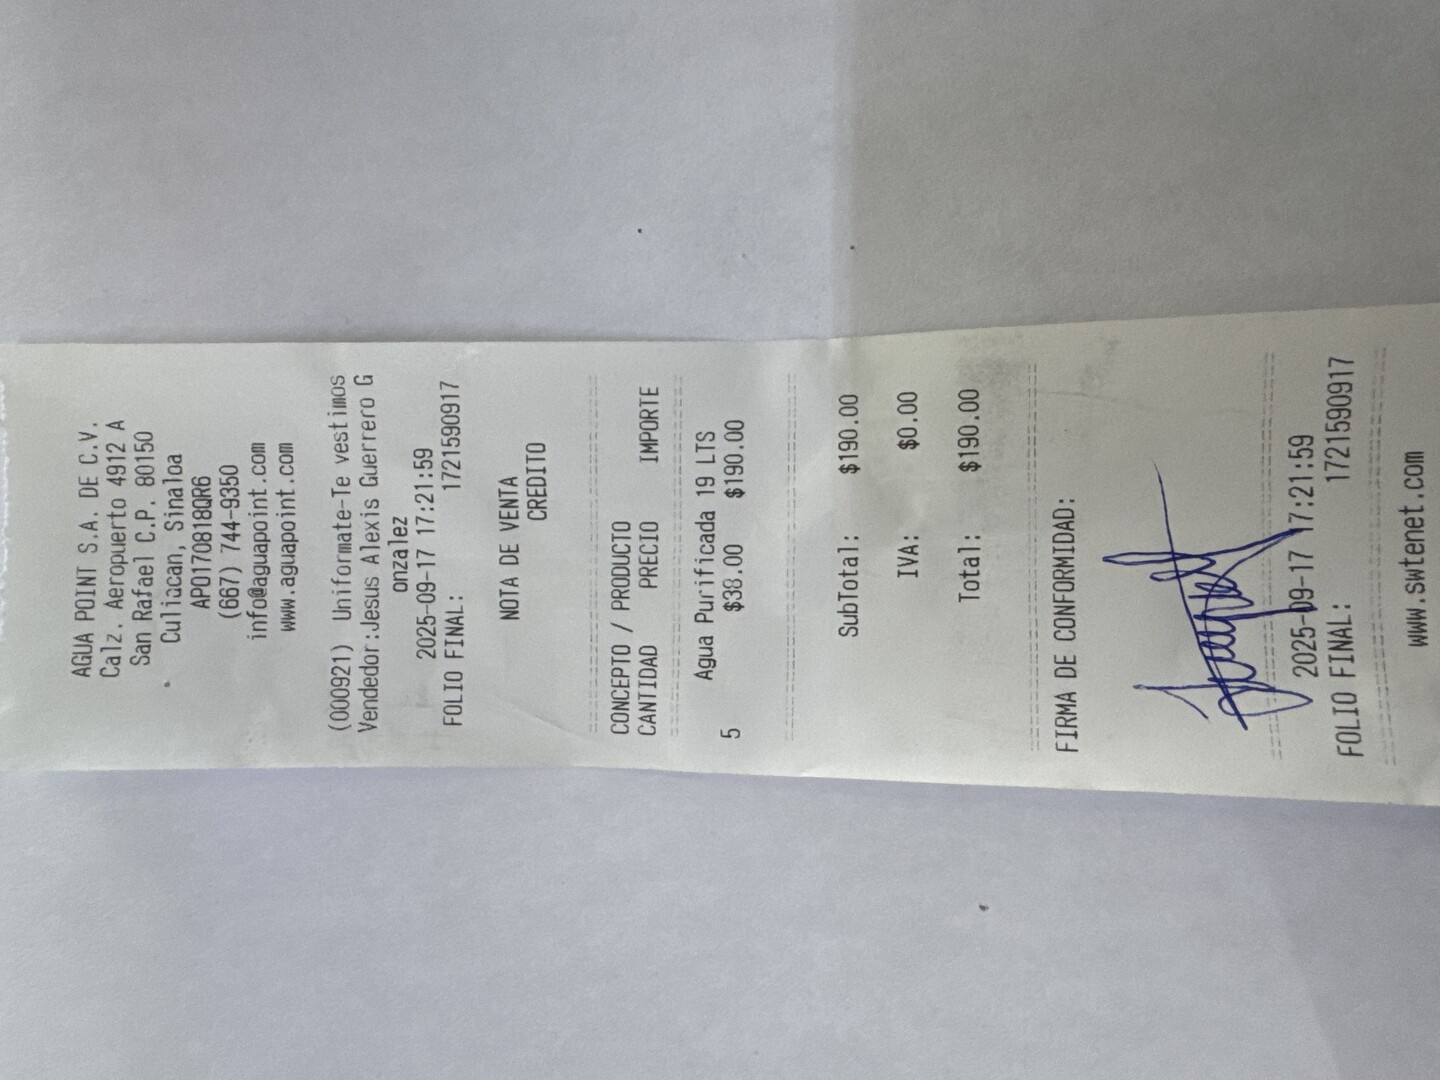 AGUA POINT S.A. DE C.V.
Calz. Aeropuerto 4912 A
San Rafael C.P. 80150
Culiacan, Sinaloa
APO170818QR6
(667) 744-9350
info@aguapoint.com
www.aguapoint.com
(000921) Uniformate-Te vestimos
Vendedor:Jesus Alexis Guerrero G
onzalez
2025-09-17 17:21:59
FOLIO FINAL: 1721590917
NOTA DE VENTA
CREDITO
CONCEPTO / PRODUCTO
CANTIDAD PRECIO IMPORTE
Agua Purificada 19 LTS
5 $38.00 $190.00
SubTotal: $190.00
IVA: $0.00
Total: $190.00
FIRMA DE CONFORMIDAD:
2025-09-17 17:21:59
FOLIO FINAL: 1721590917
www.swtenet.com